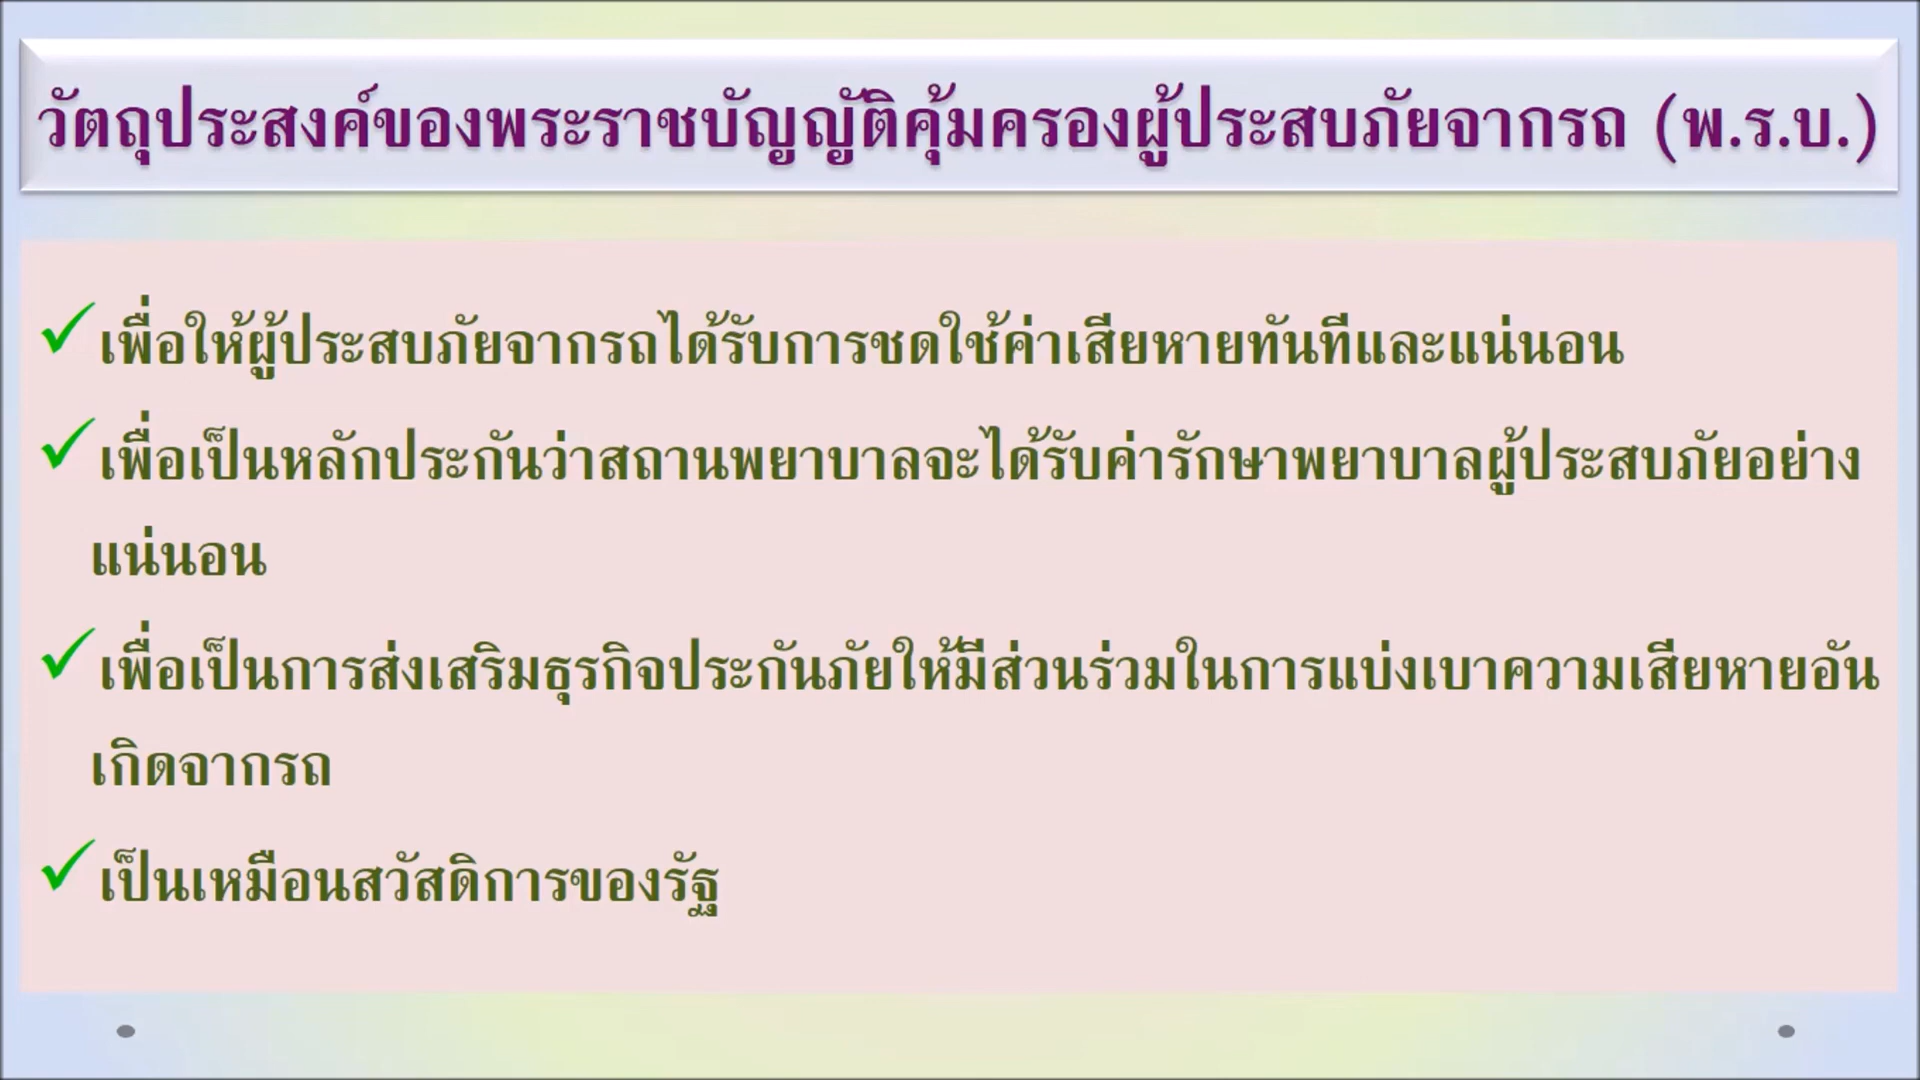 วัตถุประสงค์ของพระราชบัญญัติคุ้มครองผู้ประสบภัยจากรถ (พ.ร.บ.)
✓เพื่อให้ผู้ประสบภัยจากรถได้รับการชดใช้ค่าเสียหายทันทีและแน่นอน
✓เพื่อเป็นหลักประกันว่าสถานพยาบาลจะได้รับค่ารักษาพยาบาลผู้ประสบภัยอย่าง
แน่นอน
✓เพื่อเป็นการส่งเสริมธุรกิจประกันภัยให้มีส่วนร่วมในการแบ่งเบาความเสียหายอัน
เกิดจากรถ
✓เป็นเหมือนสวัสดิการของรัฐ